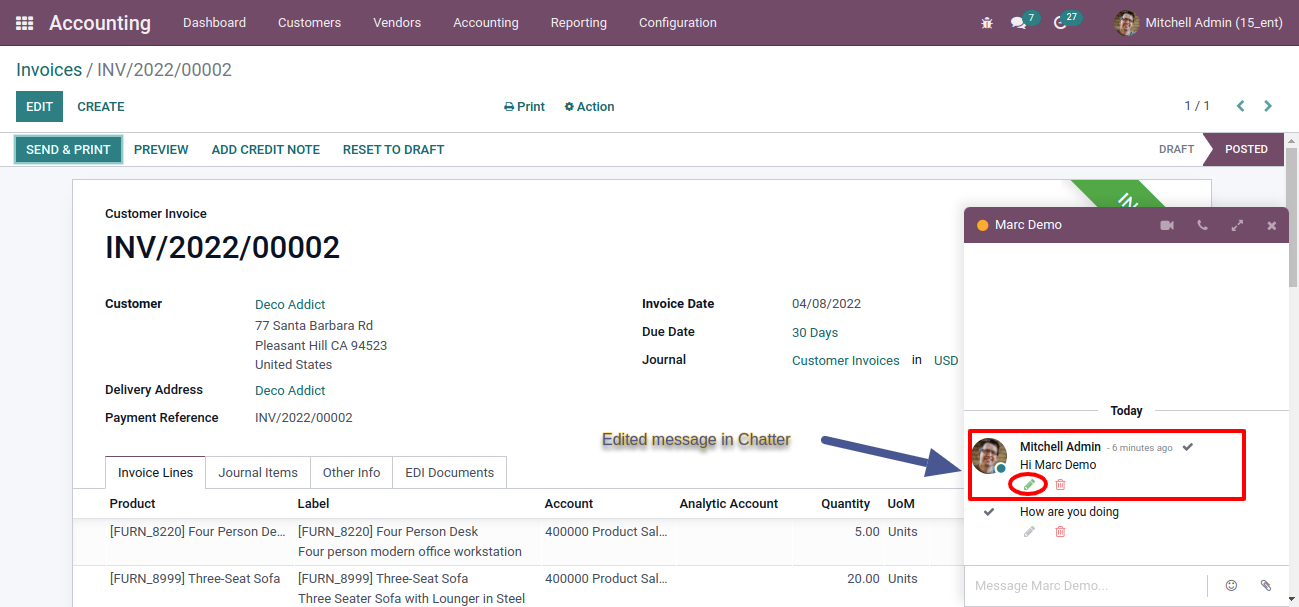 Accounting Dashboard Customers Vendors Accounting Reporting Configuration 7 27 Mitchell Admin (15_ent)
Invoices / INV/2022/00002
EDIT CREATE Print Action 1 / 1
SEND & PRINT PREVIEW ADD CREDIT NOTE RESET TO DRAFT DRAFT POSTED
Customer Invoice
INV/2022/00002
Customer Deco Addict
77 Santa Barbara Rd
Pleasant Hill CA 94523
United States
Delivery Address Deco Addict
Payment Reference INV/2022/00002
Invoice Date 04/08/2022
Due Date 30 Days
Journal Customer Invoices in USD
Edited message in Chatter
Invoice Lines Journal Items Other Info EDI Documents
Product Label Account Analytic Account Quantity UoM
[FURN_8220] Four Person De... [FURN_8220] Four Person Desk 400000 Product Sal... 5.00 Units
Four person modern office workstation
[FURN_8999] Three-Seat Sofa [FURN_8999] Three-Seat Sofa 400000 Product Sal... 20.00 Units
Three Seater Sofa with Lounger in Steel
Marc Demo
Today
Mitchell Admin - 6 minutes ago
Hi Marc Demo
How are you doing
Message Marc Demo...